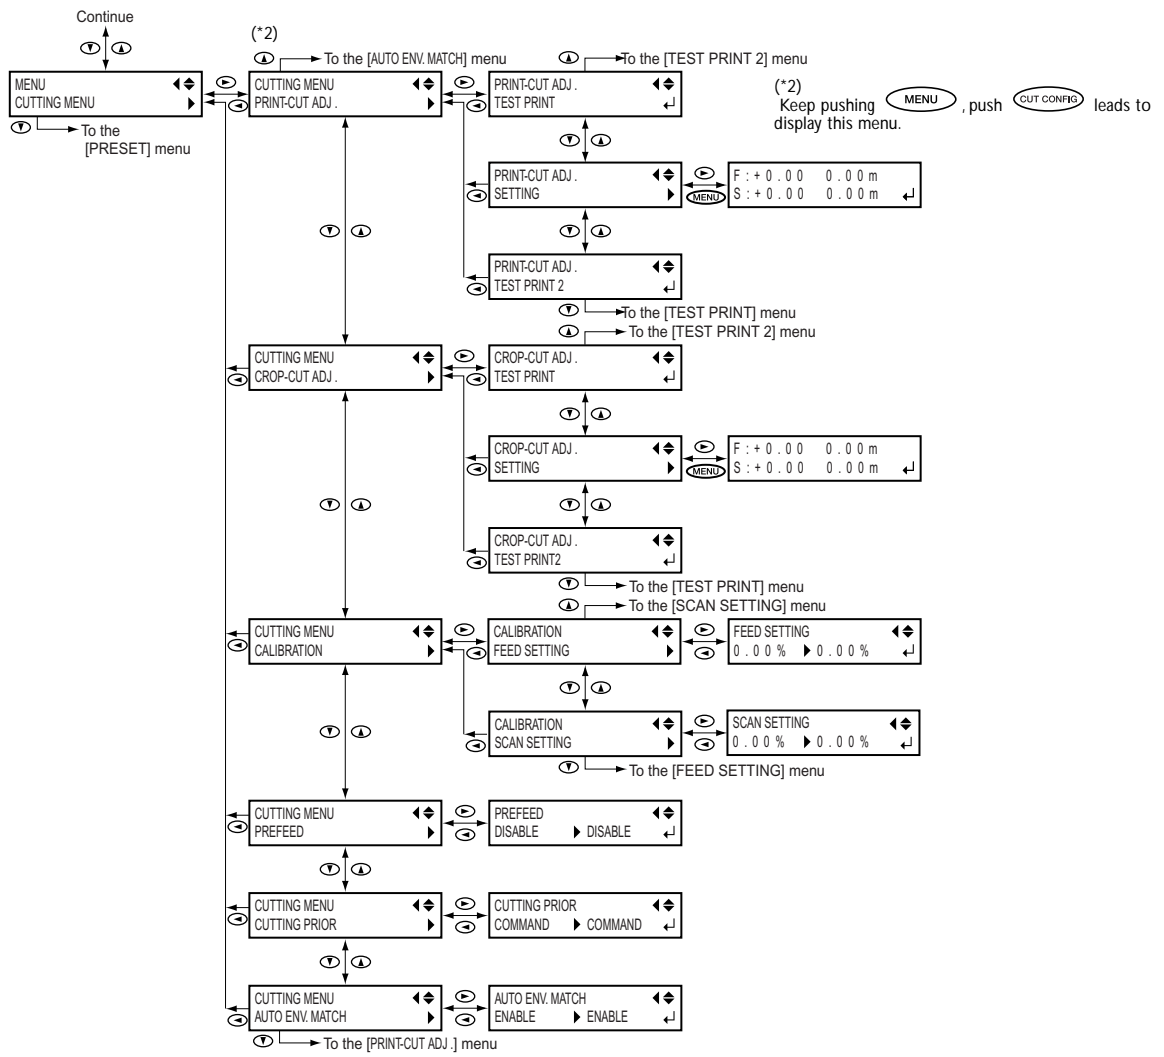 Continue
(*2)
To the [AUTO ENV. MATCH] menu
To the [TEST PRINT 2] menu
MENU
CUTTING MENU
CUTTING MENU
PRINT-CUT ADJ .
PRINT-CUT ADJ .
TEST PRINT
(*2)
Keep pushing MENU , push CUT CONFIG leads to
display this menu.
To the
[PRESET] menu
PRINT-CUT ADJ .
SETTING
MENU
F : + 0 . 0 0 0 . 0 0 m
S : + 0 . 0 0 0 . 0 0 m
PRINT-CUT ADJ .
TEST PRINT 2
To the [TEST PRINT] menu
To the [TEST PRINT 2] menu
CUTTING MENU
CROP-CUT ADJ .
CROP-CUT ADJ .
TEST PRINT
CROP-CUT ADJ .
SETTING
MENU
F : + 0 . 0 0 0 . 0 0 m
S : + 0 . 0 0 0 . 0 0 m
CROP-CUT ADJ .
TEST PRINT2
To the [TEST PRINT] menu
To the [SCAN SETTING] menu
CUTTING MENU
CALIBRATION
CALIBRATION
FEED SETTING
FEED SETTING
0 . 0 0 % 0 . 0 0 %
CALIBRATION
SCAN SETTING
SCAN SETTING
0 . 0 0 % 0 . 0 0 %
To the [FEED SETTING] menu
CUTTING MENU
PREFEED
PREFEED
DISABLE DISABLE
CUTTING MENU
CUTTING PRIOR
CUTTING PRIOR
COMMAND COMMAND
CUTTING MENU
AUTO ENV. MATCH
AUTO ENV. MATCH
ENABLE ENABLE
To the [PRINT-CUT ADJ .] menu